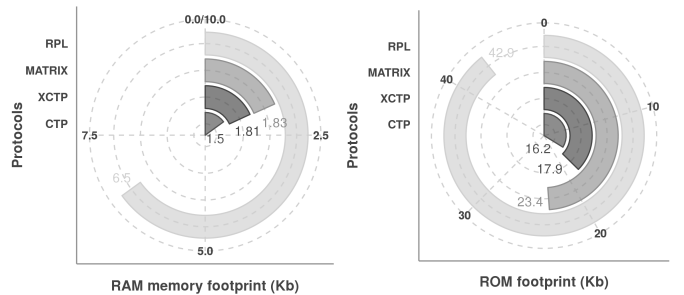 0.0/10.0
RPL
MATRIX
XCTP
CTP
Protocols
7.5
2.5
5.0
1.5
1.81
1.83
6.5
RAM memory footprint (Kb)
0
RPL
MATRIX
XCTP
CTP
Protocols
10
20
30
40
42.9
16.2
17.9
23.4
ROM footprint (Kb)